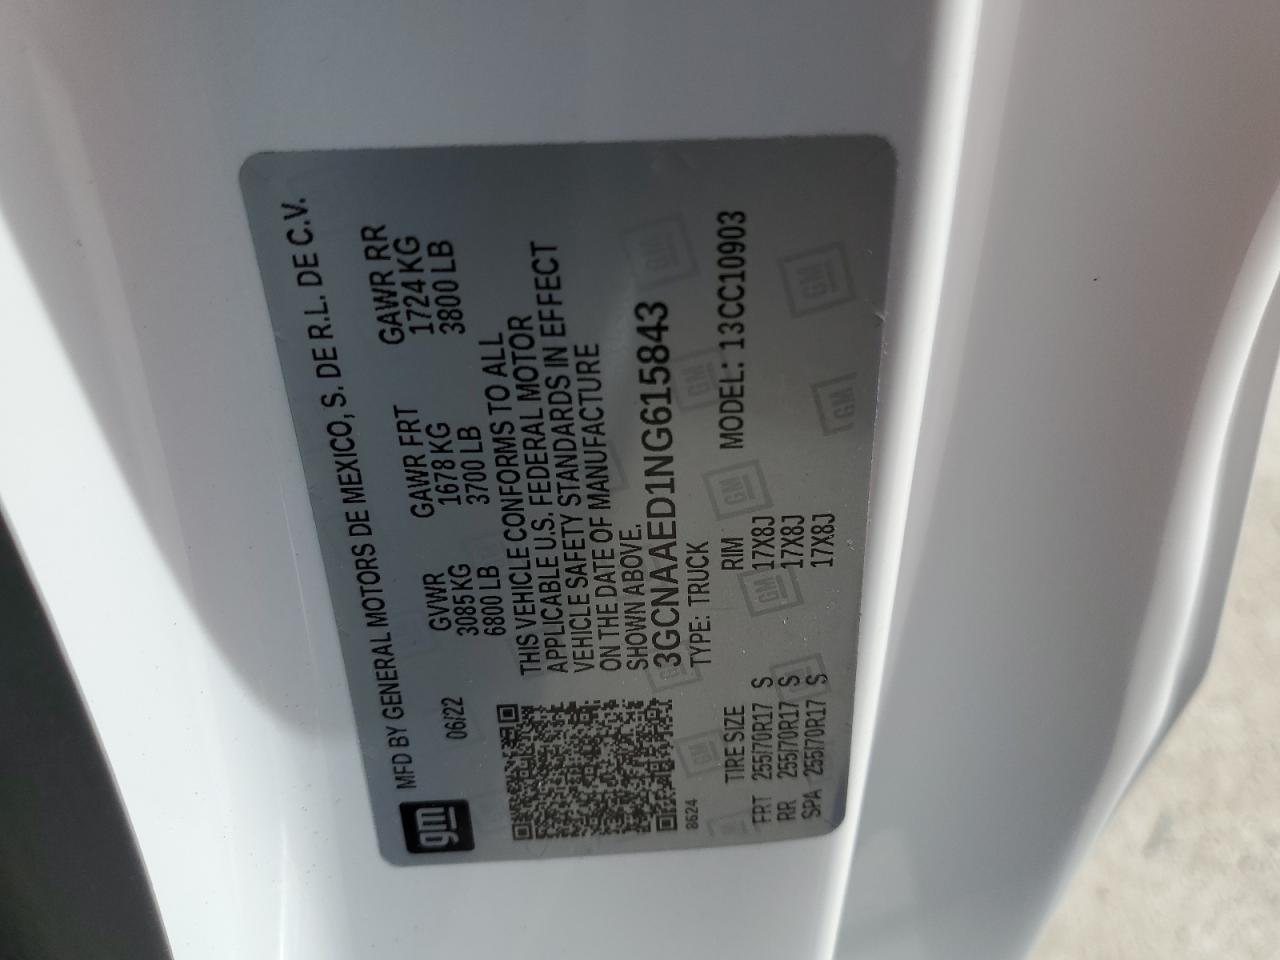 gm MFD BY GENERAL MOTORS DE MEXICO, S. DE R.L. DE C.V.
06/22 GVWR GAWR FRT GAWR RR
3085 KG 1678 KG 1724 KG
6800 LB 3700 LB 3800 LB
THIS VEHICLE CONFORMS TO ALL
APPLICABLE U.S. FEDERAL MOTOR
VEHICLE SAFETY STANDARDS IN EFFECT
ON THE DATE OF MANUFACTURE
SHOWN ABOVE.
3GCNAAED1NG615843
8624 TYPE: TRUCK
TIRE SIZE RIM MODEL: 13CC10903
FRT 255/70R17 S 17X8J
RR 255/70R17 S 17X8J
SPA 255/70R17 S 17X8J